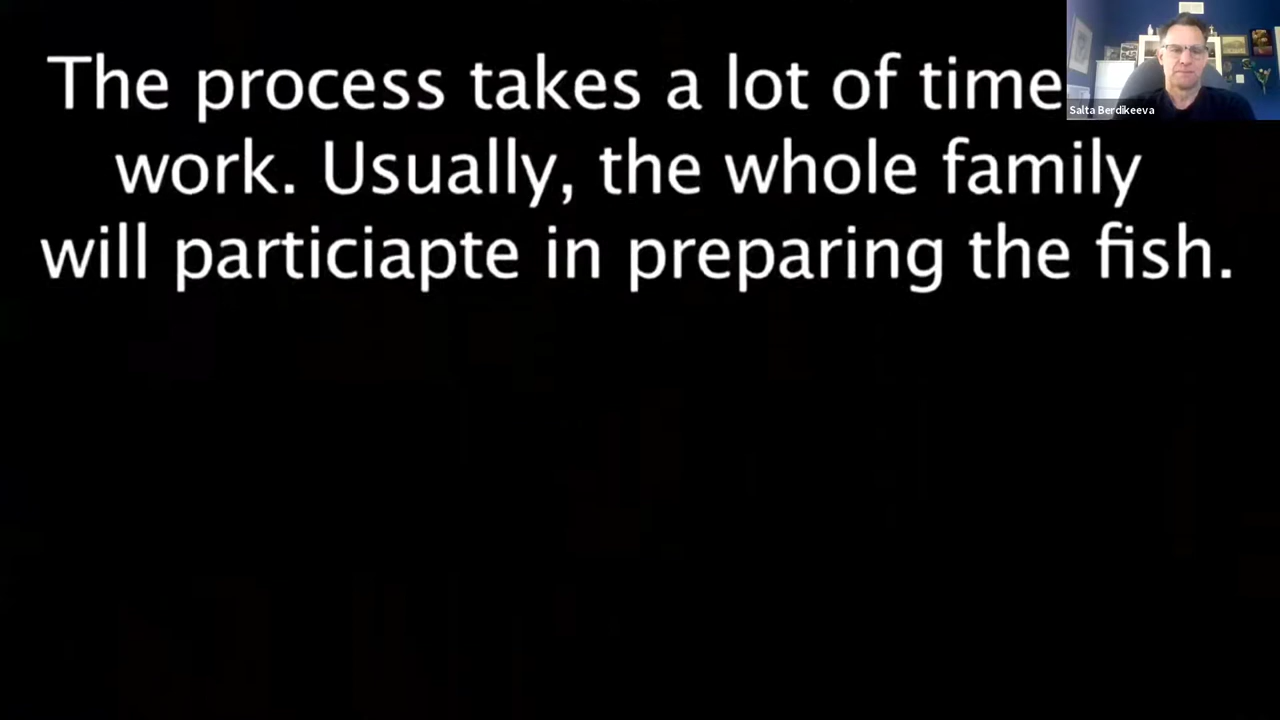 The process takes a lot of time
work. Usually, the whole family
will particiapte in preparing the fish.
Salta Berdikeeva